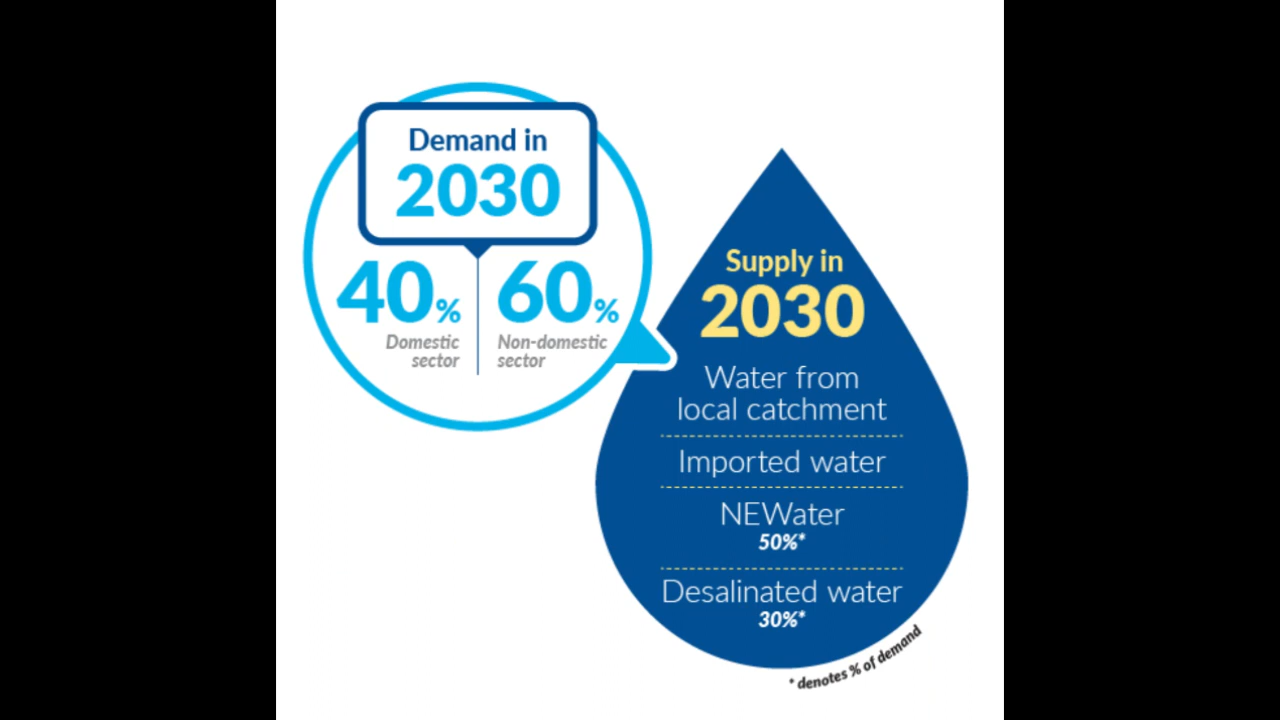 Demand in
2030
40%
Domestic
sector
60%
Non-domestic
sector
Supply in
2030
Water from
local catchment
Imported water
NEWater
50%*
Desalinated water
30%*
* denotes % of demand